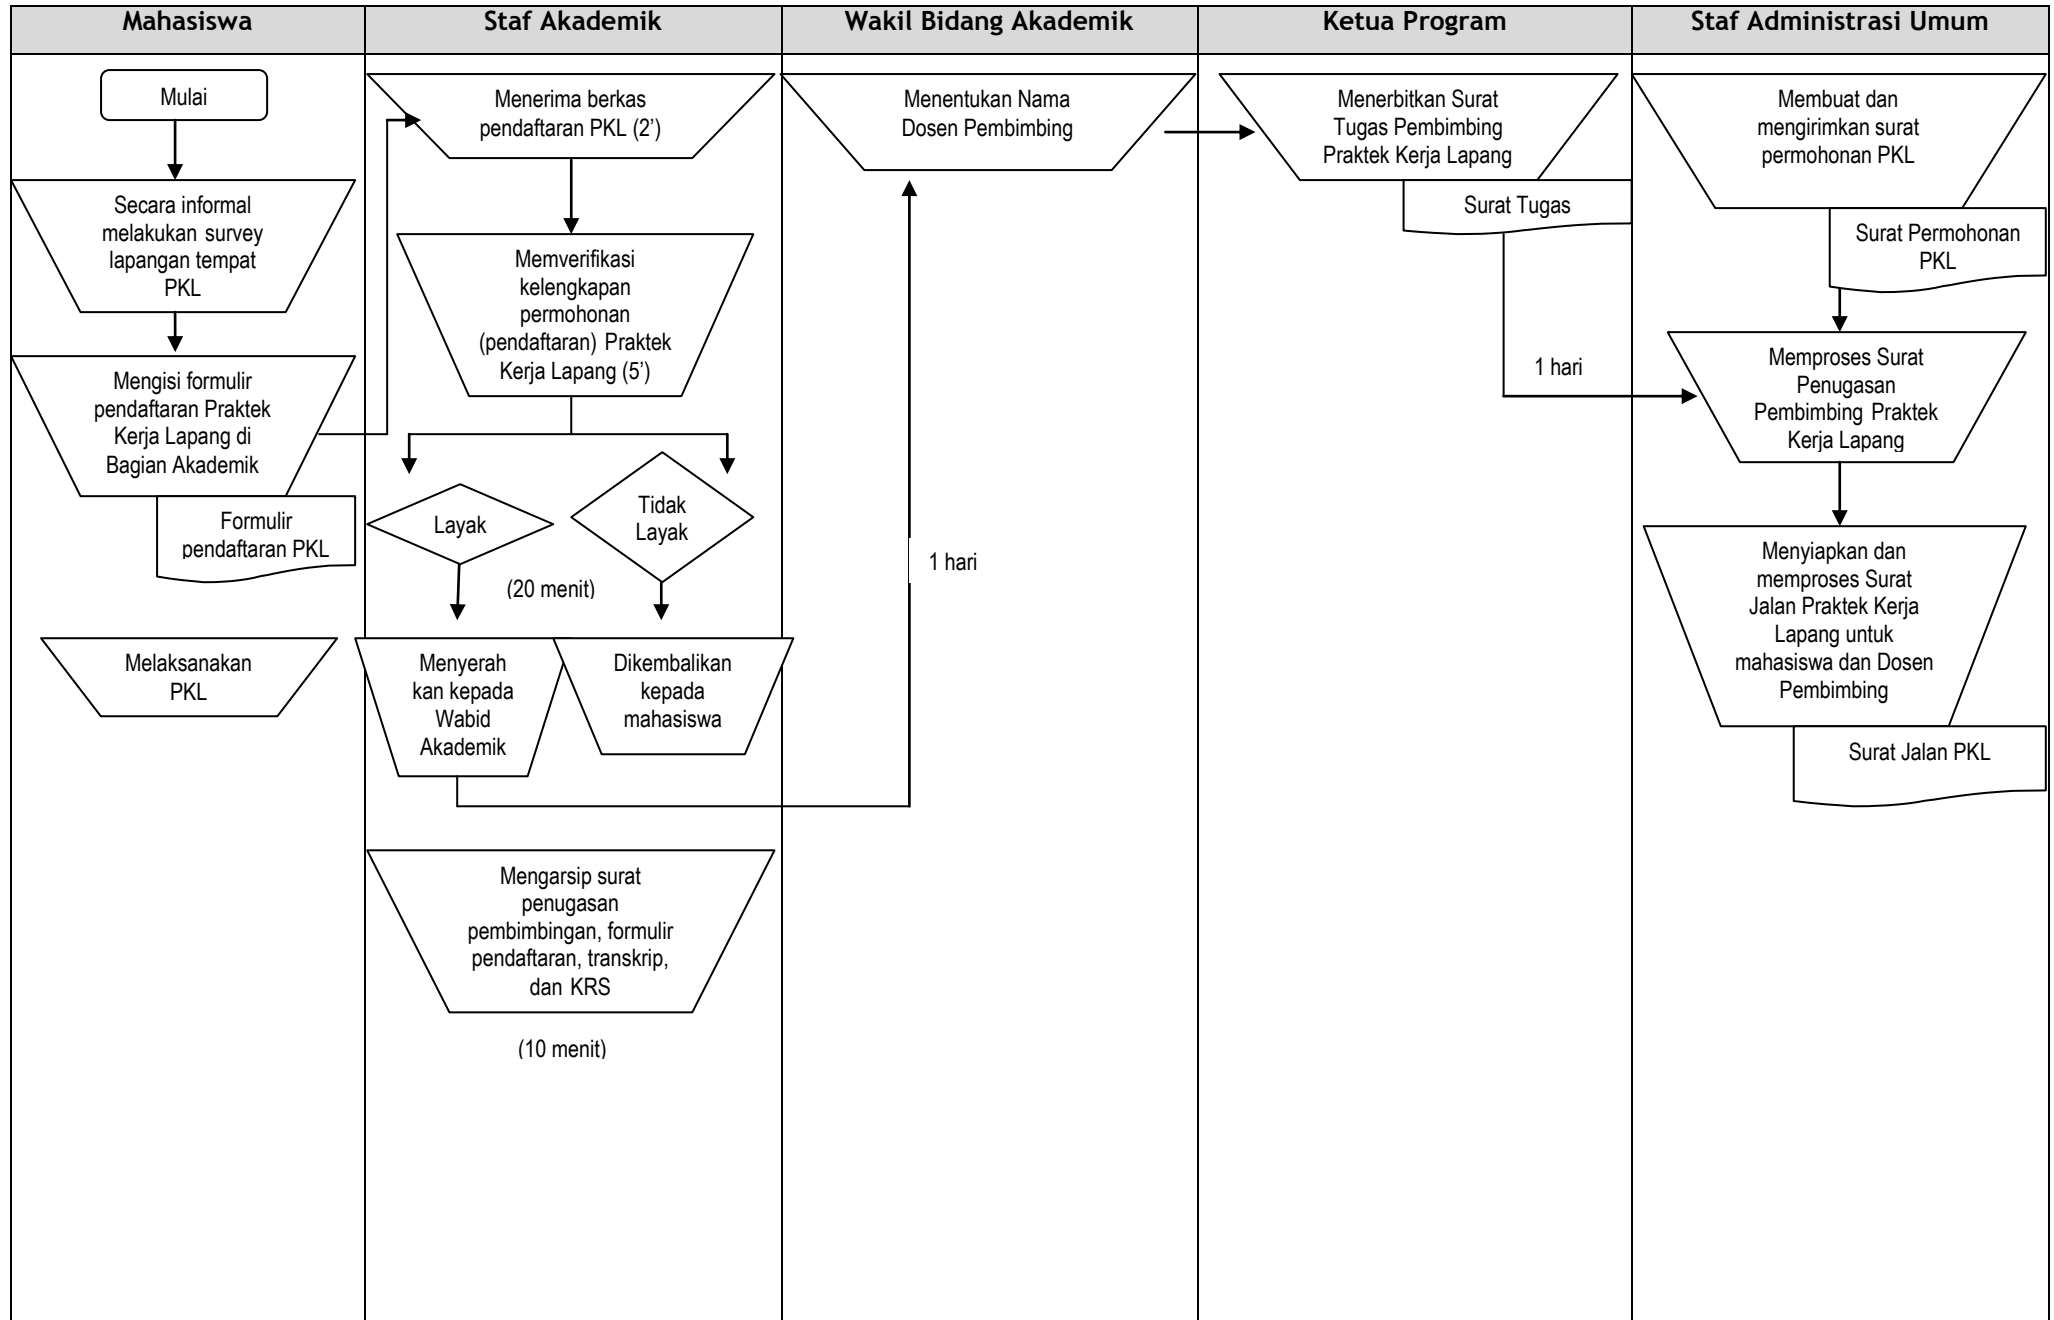 Mahasiswa
Staf Akademik
Wakil Bidang Akademik
Ketua Program
Staf Administrasi Umum
Mulai
Secara informal
melakukan survey
lapangan tempat
PKL
Mengisi formulir
pendaftaran Praktek
Kerja Lapang di
Bagian Akademik
Formulir
pendaftaran PKL
Melaksanakan
PKL
Menerima berkas
pendaftaran PKL (2’)
Memverifikasi
kelengkapan
permohonan
(pendaftaran) Praktek
Kerja Lapang (5’)
Layak
Tidak
Layak
(20 menit)
Menyerah
kan kepada
Wabid
Akademik
Dikembalikan
kepada
mahasiswa
Mengarsip surat
penugasan
pembimbingan, formulir
pendaftaran, transkrip,
dan KRS
(10 menit)
Menentukan Nama
Dosen Pembimbing
1 hari
Menerbitkan Surat
Tugas Pembimbing
Praktek Kerja Lapang
Surat Tugas
1 hari
Membuat dan
mengirimkan surat
permohonan PKL
Surat Permohonan
PKL
Memproses Surat
Penugasan
Pembimbing Praktek
Kerja Lapang
Menyiapkan dan
memproses Surat
Jalan Praktek Kerja
Lapang untuk
mahasiswa dan Dosen
Pembimbing
Surat Jalan PKL